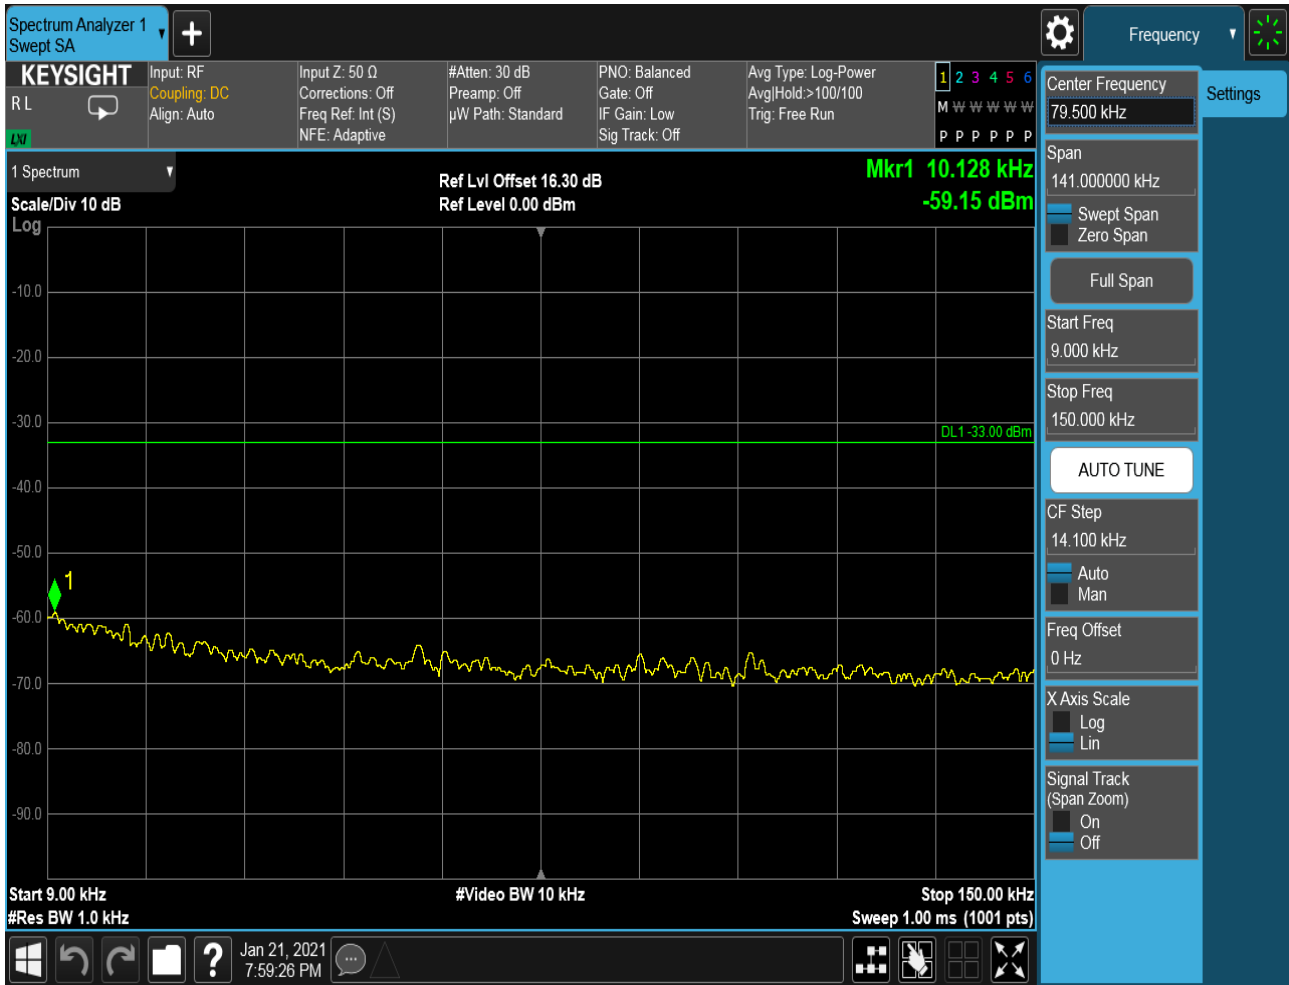 Spectrum Analyzer 1
Swept SA
Frequency
KEYSIGHT
R L
LXI
Input: RF
Coupling: DC
Align: Auto
Input Z: 50 Ω
Corrections: Off
Freq Ref: Int (S)
NFE: Adaptive
#Atten: 30 dB
Preamp: Off
µW Path: Standard
PNO: Balanced
Gate: Off
IF Gain: Low
Sig Track: Off
Avg Type: Log-Power
Avg|Hold:>100/100
Trig: Free Run
1 2 3 4 5 6
M W W W W W
P P P P P P
1 Spectrum
Scale/Div 10 dB
Log
Ref Lvl Offset 16.30 dB
Ref Level 0.00 dBm
Mkr1 10.128 kHz
-59.15 dBm
-10.0
-20.0
-30.0
DL1 -33.00 dBm
-40.0
-50.0
1
-60.0
-70.0
-80.0
-90.0
Start 9.00 kHz
#Res BW 1.0 kHz
#Video BW 10 kHz
Stop 150.00 kHz
Sweep 1.00 ms (1001 pts)
?
Jan 21, 2021
7:59:26 PM
Center Frequency
79.500 kHz
Settings
Span
141.000000 kHz
Swept Span
Zero Span
Full Span
Start Freq
9.000 kHz
Stop Freq
150.000 kHz
AUTO TUNE
CF Step
14.100 kHz
Auto
Man
Freq Offset
0 Hz
X Axis Scale
Log
Lin
Signal Track
(Span Zoom)
On
Off